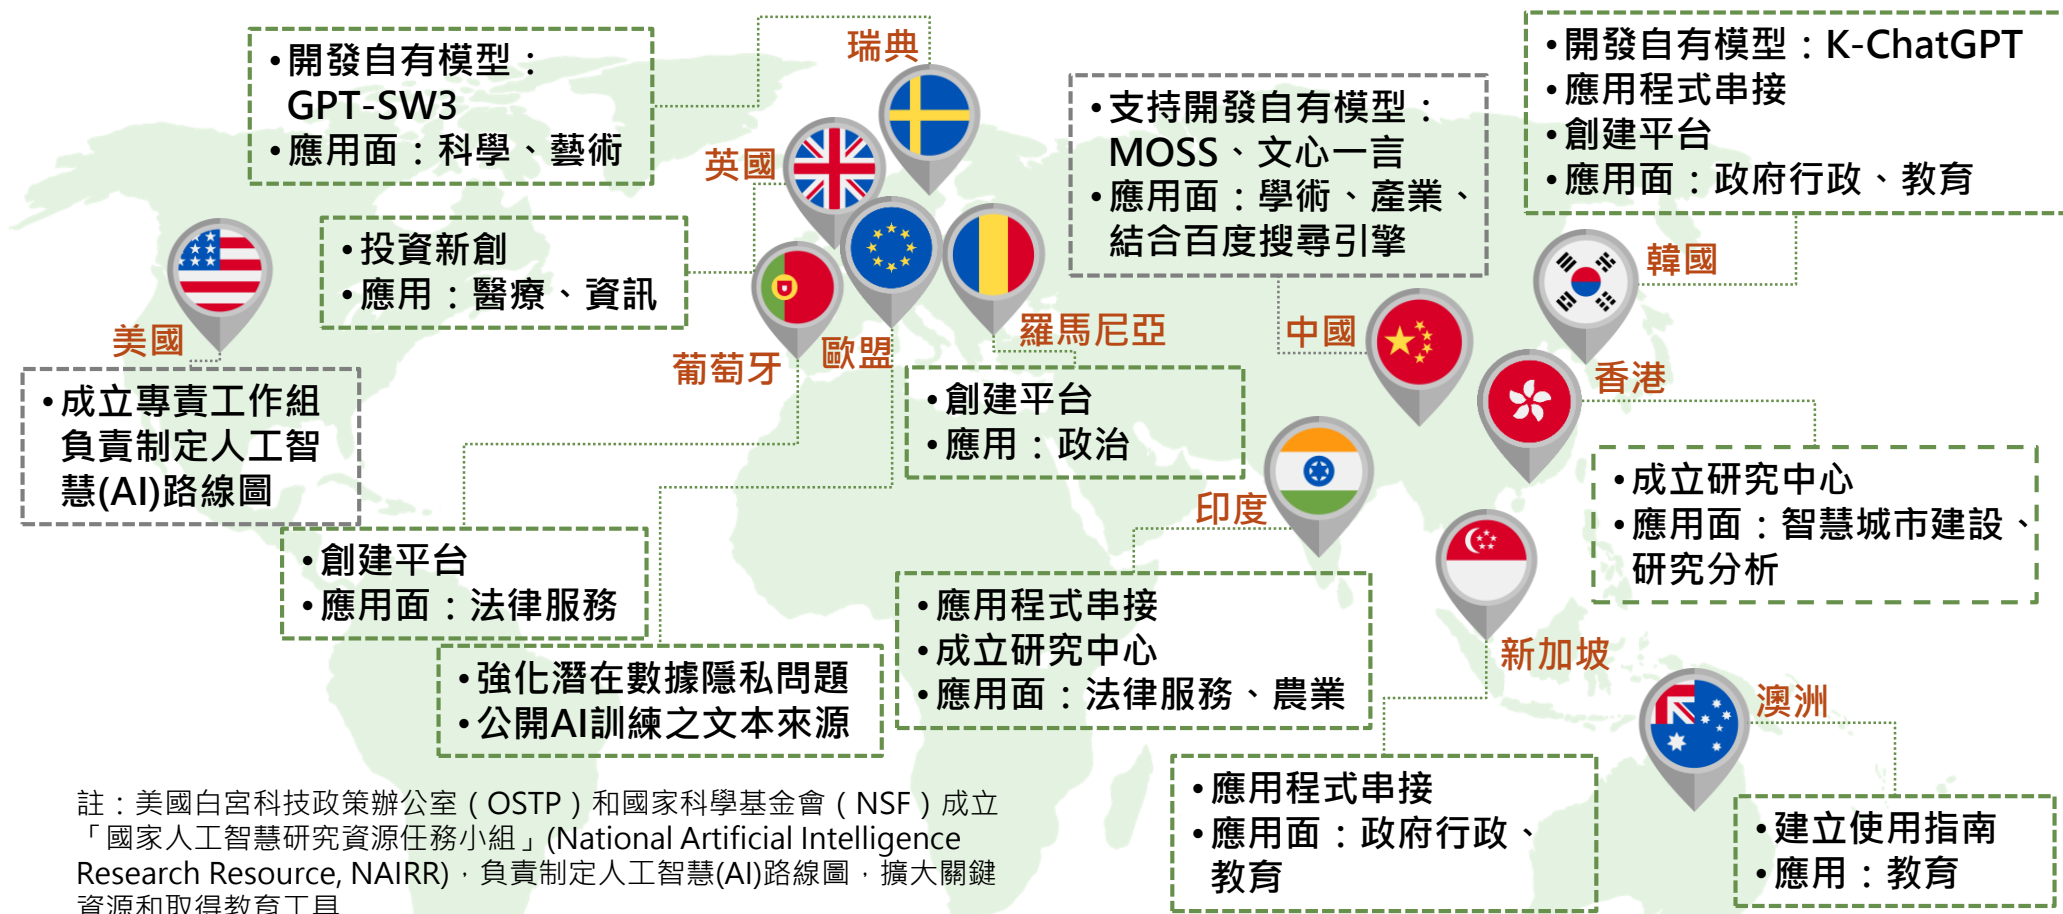 瑞典
•開發自有模型：
GPT-SW3
•應用面：科學、藝術
英國
•投資新創
•應用：醫療、資訊
美國
•成立專責工作組
負責制定人工智
慧(AI)路線圖
葡萄牙
•創建平台
•應用面：法律服務
歐盟
•強化潛在數據隱私問題
•公開AI訓練之文本來源
羅馬尼亞
•創建平台
•應用：政治
•支持開發自有模型：
MOSS、文心一言
•應用面：學術、產業、
結合百度搜尋引擎
中國
•開發自有模型：K-ChatGPT
•應用程式串接
•創建平台
•應用面：政府行政、教育
韓國
香港
•成立研究中心
•應用面：智慧城市建設、
研究分析
印度
•應用程式串接
•成立研究中心
•應用面：法律服務、農業
新加坡
•應用程式串接
•應用面：政府行政、
教育
澳洲
•建立使用指南
•應用：教育
註：美國白宮科技政策辦公室（OSTP）和國家科學基金會（NSF）成立
「國家人工智慧研究資源任務小組」(National Artificial Intelligence
Research Resource, NAIRR)，負責制定人工智慧(AI)路線圖，擴大關鍵
資源和取得教育工具